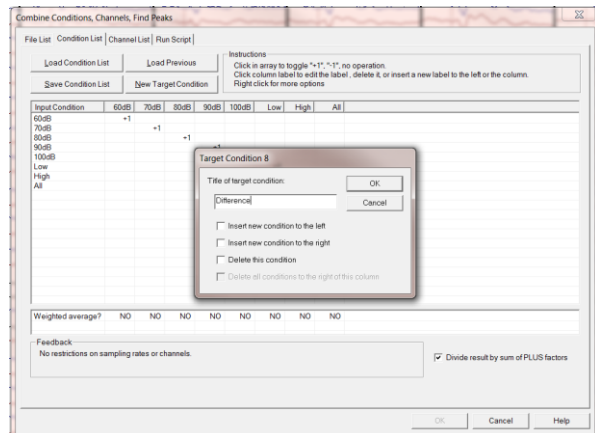 Combine Conditions, Channels, Find Peaks
File List Condition List Channel List Run Script
Load Condition List Load Previous
Save Condition List New Target Condition
Instructions
Click in array to toggle "+1", "-1", no operation.
Click column label to edit the label , delete it, or insert a new label to the left or the column.
Right click for more options
Input Condition 60dB 70dB 80dB 90dB 100dB Low High All
60dB +1
70dB +1
80dB +1
90dB +1
100dB
Low
High
All
Target Condition 8
Title of target condition:
Difference
OK
Cancel
Insert new condition to the left
Insert new condition to the right
Delete this condition
Delete all conditions to the right of this column
Weighted average? NO NO NO NO NO NO NO NO
Feedback
No restrictions on sampling rates or channels.
Divide result by sum of PLUS factors
OK Cancel Help